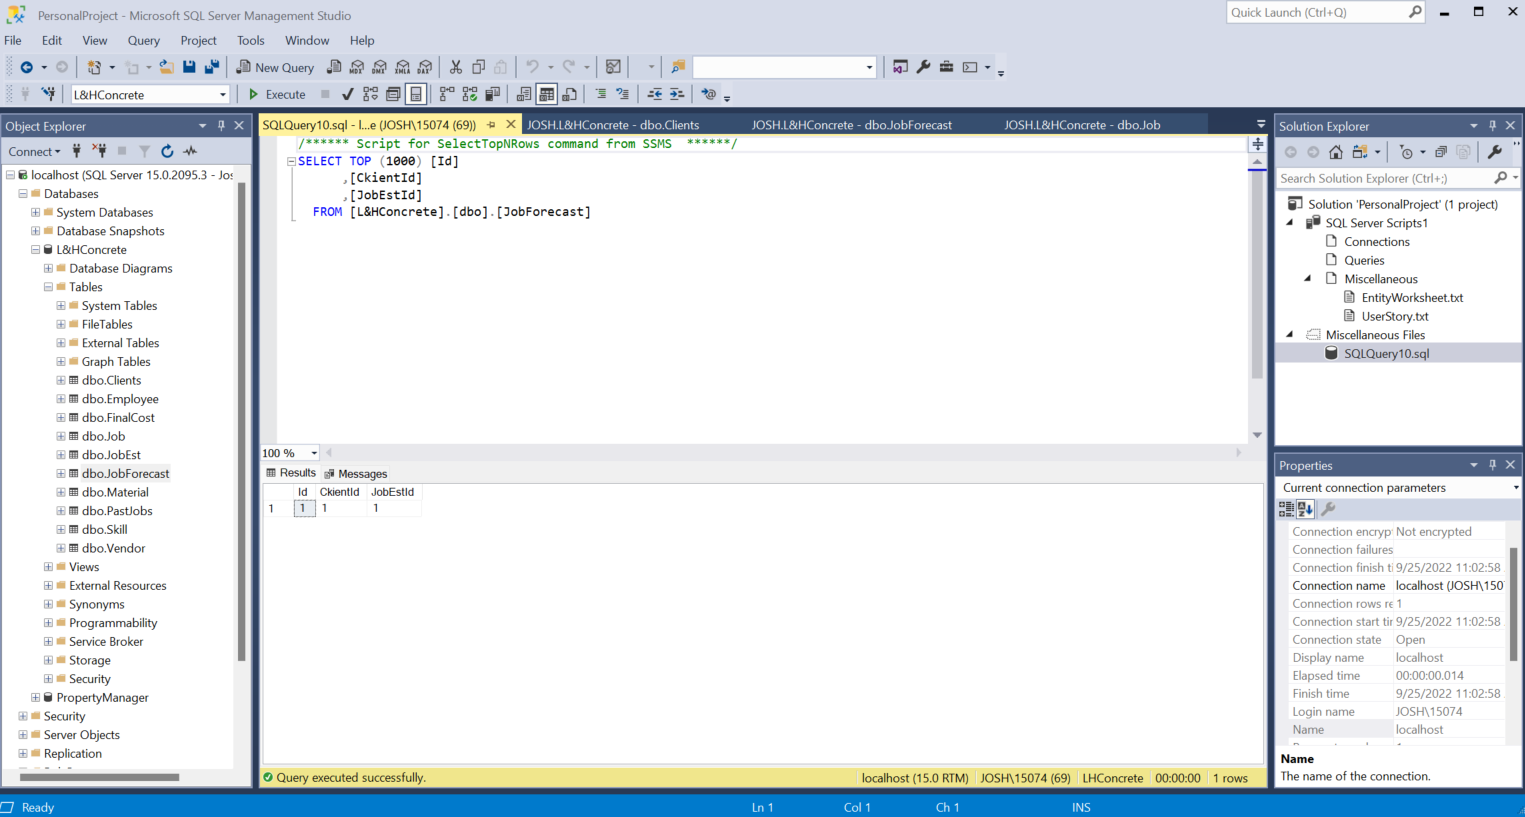 PersonalProject - Microsoft SQL Server Management Studio
Quick Launch (Ctrl+Q)
File Edit View Query Project Tools Window Help
New Query
L&HConcrete
Execute
Object Explorer
Connect
localhost (SQL Server 15.0.2095.3 - Jos
Databases
System Databases
Database Snapshots
L&HConcrete
Database Diagrams
Tables
System Tables
FileTables
External Tables
Graph Tables
dbo.Clients
dbo.Employee
dbo.FinalCost
dbo.Job
dbo.JobEst
dbo.JobForecast
dbo.Material
dbo.PastJobs
dbo.Skill
dbo.Vendor
Views
External Resources
Synonyms
Programmability
Service Broker
Storage
Security
PropertyManager
Security
Server Objects
Replication
SQLQuery10.sql - l...e (JOSH\15074 (69))
JOSH.L&HConcrete - dbo.Clients
JOSH.L&HConcrete - dbo.JobForecast
JOSH.L&HConcrete - dbo.Job
/****** Script for SelectTopNRows command from SSMS ******/
SELECT TOP (1000) [Id]
,[CkientId]
,[JobEstId]
FROM [L&HConcrete].[dbo].[JobForecast]
100 %
Results Messages
Id CkientId JobEstId
1 1 1 1
Query executed successfully.
localhost (15.0 RTM) JOSH\15074 (69) LHConcrete 00:00:00 1 rows
Solution Explorer
Search Solution Explorer (Ctrl+;)
Solution 'PersonalProject' (1 project)
SQL Server Scripts1
Connections
Queries
Miscellaneous
EntityWorksheet.txt
UserStory.txt
Miscellaneous Files
SQLQuery10.sql
Properties
Current connection parameters
Connection encryp Not encrypted
Connection failures
Connection finish ti 9/25/2022 11:02:58
Connection name localhost (JOSH\150
Connection rows re 1
Connection start tir 9/25/2022 11:02:58
Connection state Open
Display name localhost
Elapsed time 00:00:00.014
Finish time 9/25/2022 11:02:58
Login name JOSH\15074
Name localhost
Name
The name of the connection.
Ready
Ln 1 Col 1 Ch 1 INS